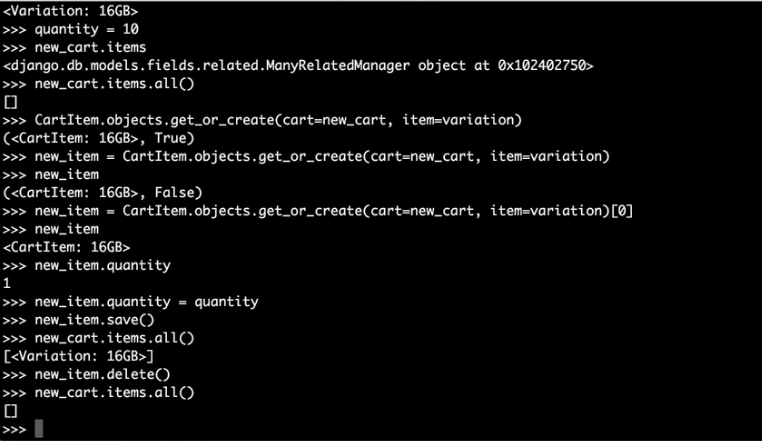 <Variation: 16GB>
>>> quantity = 10
>>> new_cart.items
<django.db.models.fields.related.ManyRelatedManager object at 0x102402750>
>>> new_cart.items.all()
[]
>>> CartItem.objects.get_or_create(cart=new_cart, item=variation)
(<CartItem: 16GB>, True)
>>> new_item = CartItem.objects.get_or_create(cart=new_cart, item=variation)
>>> new_item
(<CartItem: 16GB>, False)
>>> new_item = CartItem.objects.get_or_create(cart=new_cart, item=variation)[0]
>>> new_item
<CartItem: 16GB>
>>> new_item.quantity
1
>>> new_item.quantity = quantity
>>> new_item.save()
>>> new_cart.items.all()
[<Variation: 16GB>]
>>> new_item.delete()
>>> new_cart.items.all()
[]
>>>